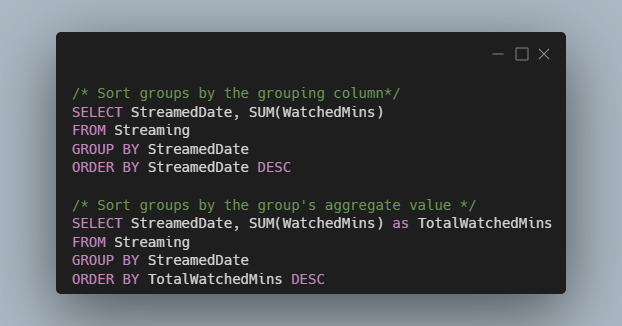 /* Sort groups by the grouping column*/
SELECT StreamedDate, SUM(WatchedMins)
FROM Streaming
GROUP BY StreamedDate
ORDER BY StreamedDate DESC
/* Sort groups by the group's aggregate value */
SELECT StreamedDate, SUM(WatchedMins) as TotalWatchedMins
FROM Streaming
GROUP BY StreamedDate
ORDER BY TotalWatchedMins DESC